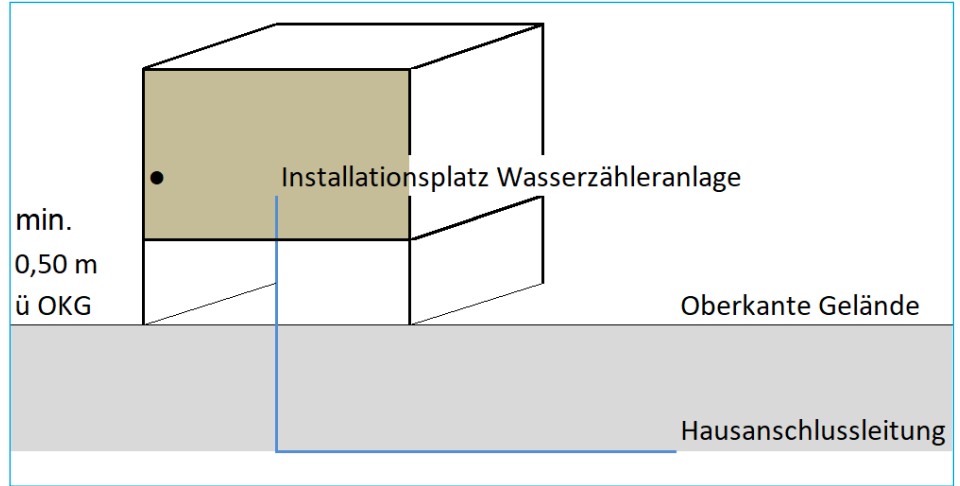 Installationsplatz Wasserzähleranlage
min.
0,50 m
ü OKG
Oberkante Gelände
Hausanschlussleitung